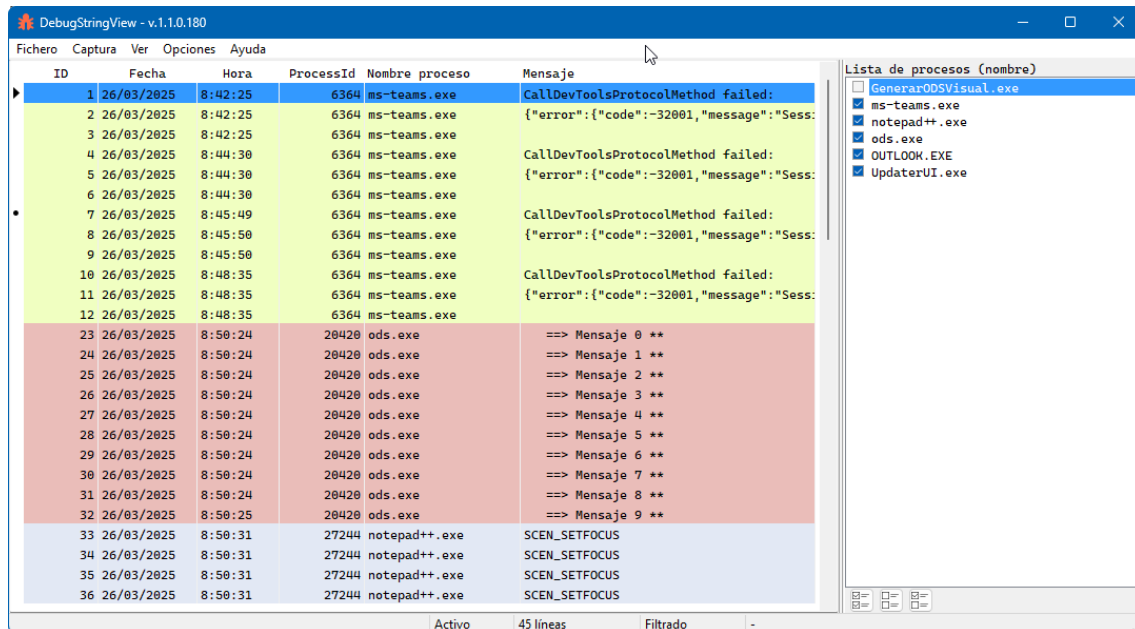 DebugStringView - v.1.1.0.180
Fichero Captura Ver Opciones Ayuda
ID Fecha Hora ProcessId Nombre proceso Mensaje
1 26/03/2025 8:42:25 6364 ms-teams.exe CallDevToolsProtocolMethod failed:
2 26/03/2025 8:42:25 6364 ms-teams.exe {"error":{"code":-32001,"message":"Sess
3 26/03/2025 8:42:25 6364 ms-teams.exe
4 26/03/2025 8:44:30 6364 ms-teams.exe CallDevToolsProtocolMethod failed:
5 26/03/2025 8:44:30 6364 ms-teams.exe {"error":{"code":-32001,"message":"Sess
6 26/03/2025 8:44:30 6364 ms-teams.exe
7 26/03/2025 8:45:49 6364 ms-teams.exe CallDevToolsProtocolMethod failed:
8 26/03/2025 8:45:50 6364 ms-teams.exe {"error":{"code":-32001,"message":"Sess
9 26/03/2025 8:45:50 6364 ms-teams.exe
10 26/03/2025 8:48:35 6364 ms-teams.exe CallDevToolsProtocolMethod failed:
11 26/03/2025 8:48:35 6364 ms-teams.exe {"error":{"code":-32001,"message":"Sess
12 26/03/2025 8:48:35 6364 ms-teams.exe
23 26/03/2025 8:50:24 20420 ods.exe ==> Mensaje 0 **
24 26/03/2025 8:50:24 20420 ods.exe ==> Mensaje 1 **
25 26/03/2025 8:50:24 20420 ods.exe ==> Mensaje 2 **
26 26/03/2025 8:50:24 20420 ods.exe ==> Mensaje 3 **
27 26/03/2025 8:50:24 20420 ods.exe ==> Mensaje 4 **
28 26/03/2025 8:50:24 20420 ods.exe ==> Mensaje 5 **
29 26/03/2025 8:50:24 20420 ods.exe ==> Mensaje 6 **
30 26/03/2025 8:50:24 20420 ods.exe ==> Mensaje 7 **
31 26/03/2025 8:50:24 20420 ods.exe ==> Mensaje 8 **
32 26/03/2025 8:50:25 20420 ods.exe ==> Mensaje 9 **
33 26/03/2025 8:50:31 27244 notepad++.exe SCEN_SETFOCUS
34 26/03/2025 8:50:31 27244 notepad++.exe SCEN_SETFOCUS
35 26/03/2025 8:50:31 27244 notepad++.exe SCEN_SETFOCUS
36 26/03/2025 8:50:31 27244 notepad++.exe SCEN_SETFOCUS
Lista de procesos (nombre)
GenerarODSVisual.exe
ms-teams.exe
notepad++.exe
ods.exe
OUTLOOK.EXE
UpdaterUI.exe
Activo 45 líneas Filtrado -